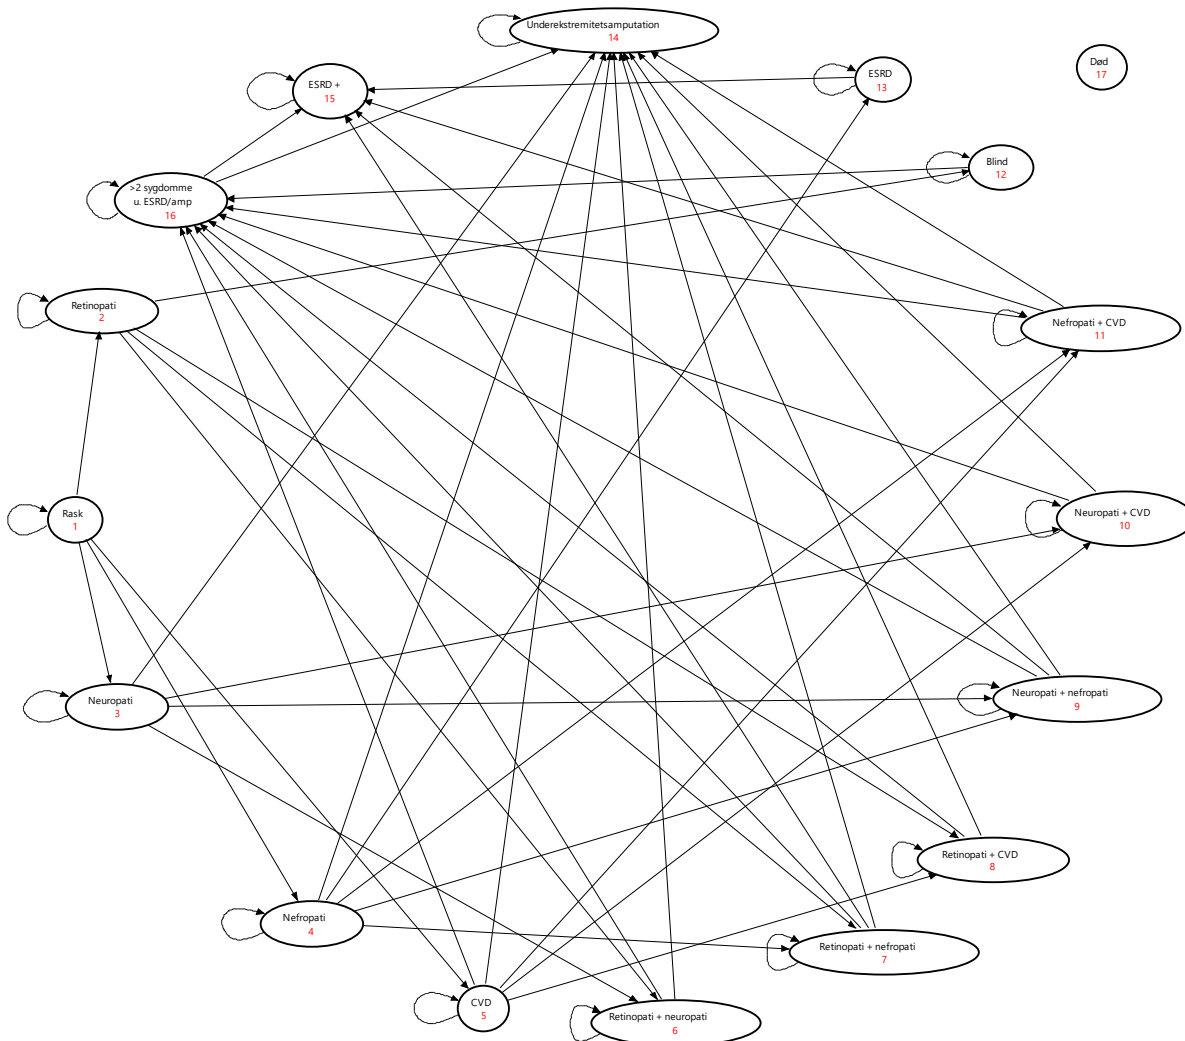 Underekstremitetsamputation
14
Død
17
ESRD
13
ESRD +
15
Blind
12
>2 sygdomme
u. ESRD/amp
16
Retinopati
2
Nefropati + CVD
11
Rask
1
Neuropati + CVD
10
Neuropati
3
Neuropati + nefropati
9
Retinopati + CVD
8
Nefropati
4
Retinopati + nefropati
7
CVD
5
Retinopati + neuropati
6